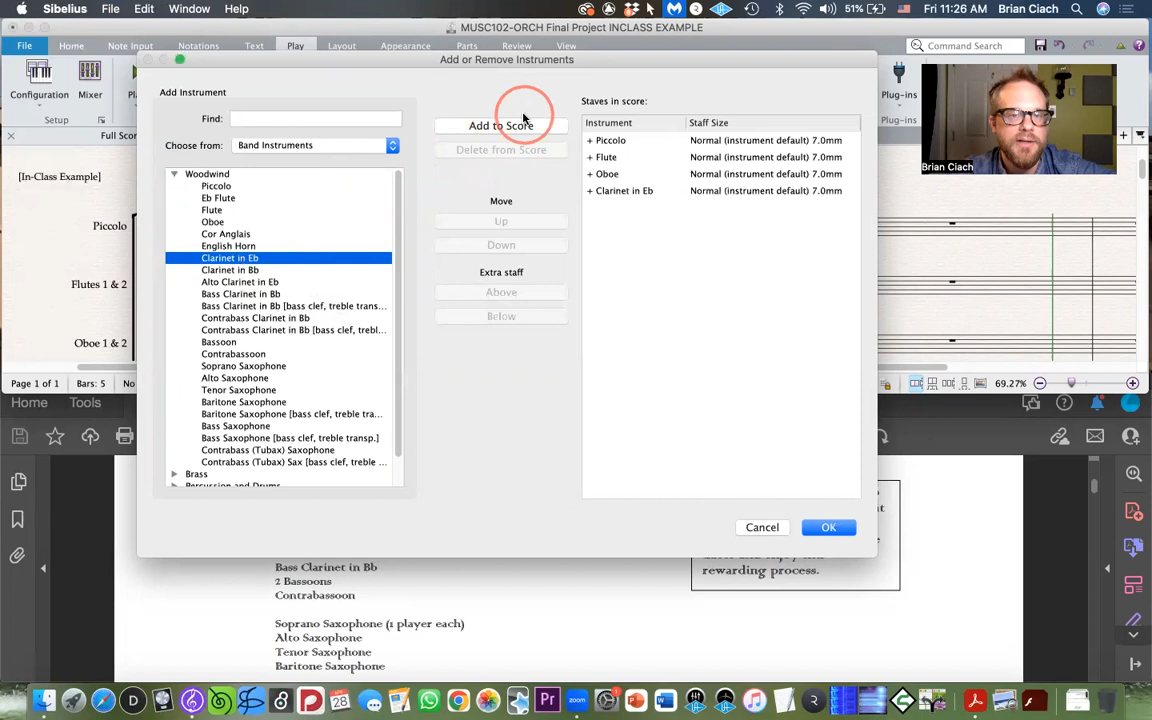 Sibelius File Edit Window Help 51% Fri 11:26 AM Brian Ciach
MUSC102-ORCH Final Project INCLASS EXAMPLE
File Home Note Input Notations Text Play Layout Appearance Parts Review View Command Search
Add or Remove Instruments
Configuration Mixer
Setup
Plug-ins
Plug-ins
Full Scor
[In-Class Example]
Piccolo
Flutes 1 & 2
Oboe 1 & 2
Add Instrument
Find:
Choose from: Band Instruments
Woodwind
Piccolo
Eb Flute
Flute
Oboe
Cor Anglais
English Horn
Clarinet in Eb
Clarinet in Bb
Alto Clarinet in Eb
Bass Clarinet in Bb
Bass Clarinet in Bb [bass clef, treble trans...
Contrabass Clarinet in Bb
Contrabass Clarinet in Bb [bass clef, trebl...
Bassoon
Contrabassoon
Soprano Saxophone
Alto Saxophone
Tenor Saxophone
Baritone Saxophone
Baritone Saxophone [bass clef, treble tra...
Bass Saxophone
Bass Saxophone [bass clef, treble transp.]
Contrabass (Tubax) Saxophone
Contrabass (Tubax) Sax [bass clef, treble ...
Brass
Percussion and Drums
Add to Score
Delete from Score
Move
Up
Down
Extra staff
Above
Below
Staves in score:
Instrument Staff Size
+ Piccolo Normal (instrument default) 7.0mm
+ Flute Normal (instrument default) 7.0mm
+ Oboe Normal (instrument default) 7.0mm
+ Clarinet in Eb Normal (instrument default) 7.0mm
Cancel OK
Brian Ciach
Page 1 of 1 Bars: 5 No 69.27%
Home Tools
rewarding process.
Bass Clarinet in Bb
2 Bassoons
Contrabassoon
Soprano Saxophone (1 player each)
Alto Saxophone
Tenor Saxophone
Baritone Saxophone